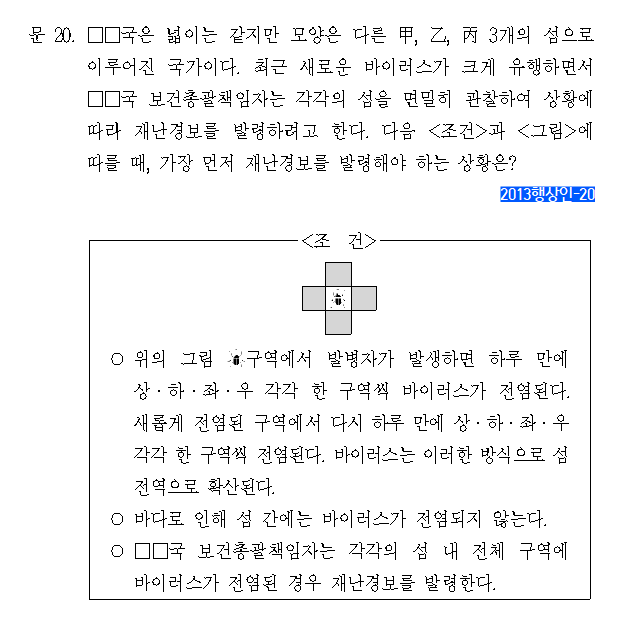 문 20. □□국은 넓이는 같지만 모양은 다른 甲, 乙, 丙 3개의 섬으로
이루어진 국가이다. 최근 새로운 바이러스가 크게 유행하면서
□□국 보건총괄책임자는 각각의 섬을 면밀히 관찰하여 상황에
따라 재난경보를 발령하려고 한다. 다음 <조건>과 <그림>에
따를 때, 가장 먼저 재난경보를 발령해야 하는 상황은?
2013행상인-20
<조 건>
○ 위의 그림 구역에서 발병자가 발생하면 하루 만에
상·하·좌·우 각각 한 구역씩 바이러스가 전염된다.
새롭게 전염된 구역에서 다시 하루 만에 상·하·좌·우
각각 한 구역씩 전염된다. 바이러스는 이러한 방식으로 섬
전역으로 확산된다.
○ 바다로 인해 섬 간에는 바이러스가 전염되지 않는다.
○ □□국 보건총괄책임자는 각각의 섬 내 전체 구역에
바이러스가 전염된 경우 재난경보를 발령한다.